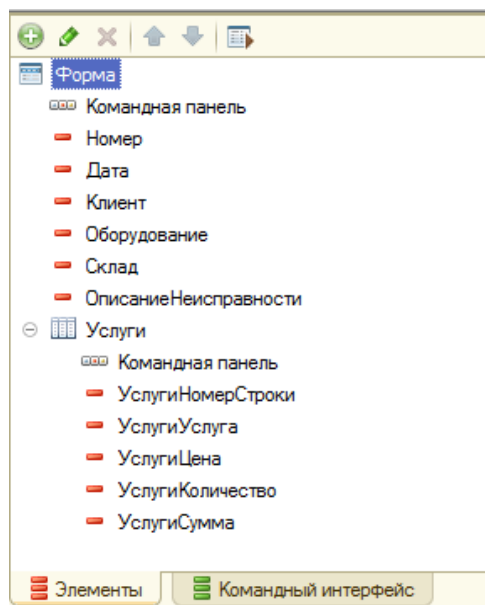 Форма
Командная панель
Номер
Дата
Клиент
Оборудование
Склад
ОписаниеНеисправности
Услуги
Командная панель
УслугиНомерСтроки
УслугиУслуга
УслугиЦена
УслугиКоличество
УслугиСумма
Элементы Командный интерфейс